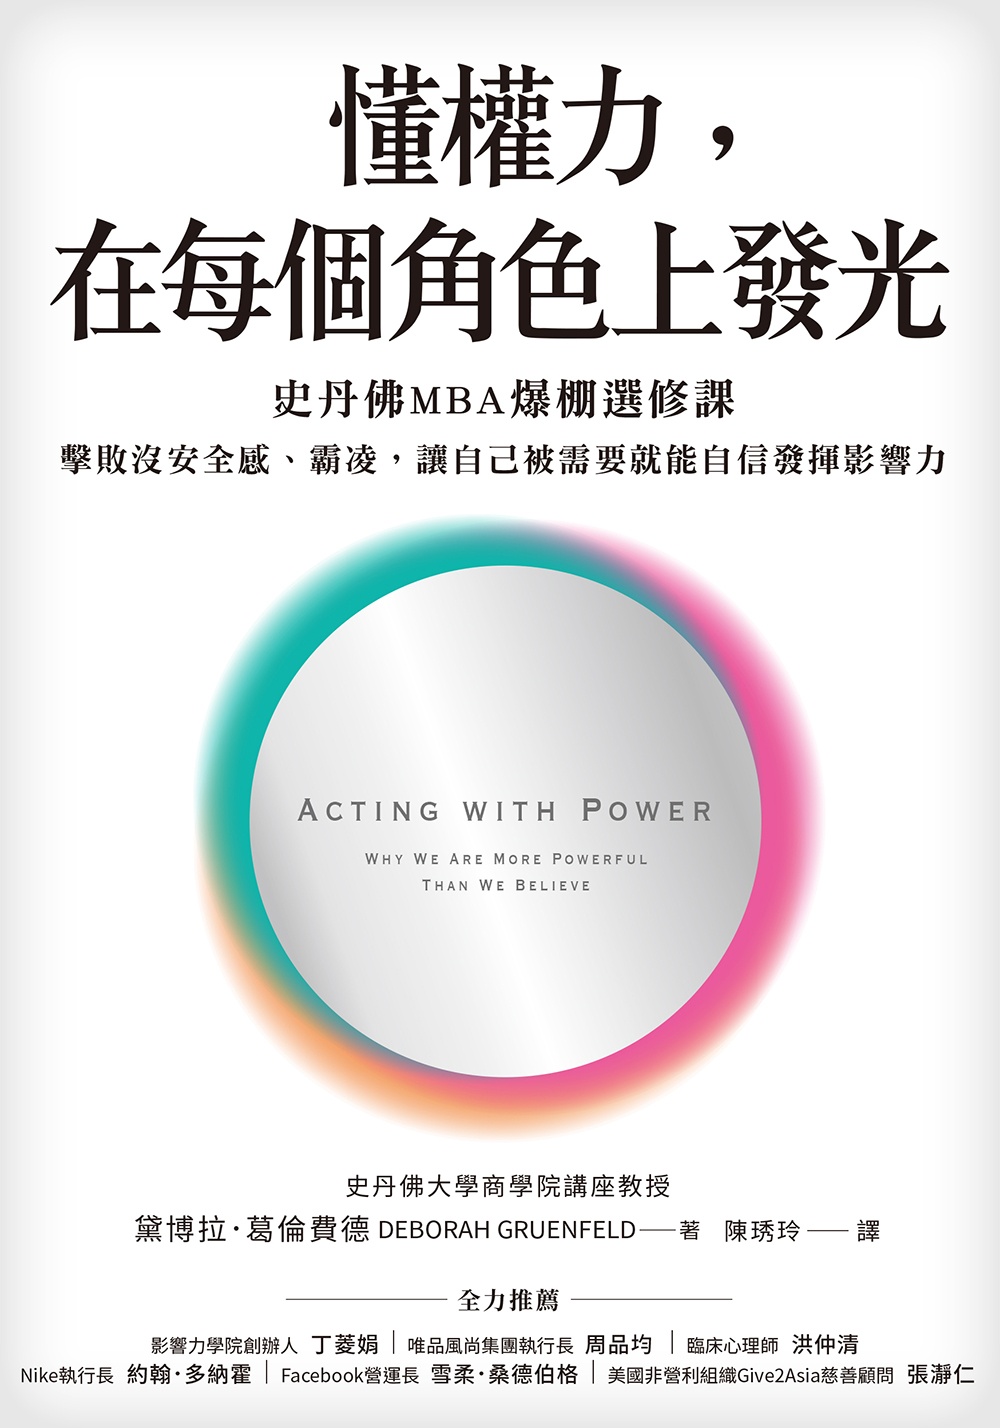 懂權力，
在每個角色上發光
史丹佛MBA爆棚選修課
擊敗沒安全感、霸凌，讓自己被需要就能自信發揮影響力
ACTING WITH POWER
WHY WE ARE MORE POWERFUL
THAN WE BELIEVE
史丹佛大學商學院講座教授
黛博拉·葛倫費德 DEBORAH GRUENFELD——著 陳琇玲——譯
全力推薦
影響力學院創辦人 丁菱娟｜唯品風尚集團執行長 周品均｜臨床心理師 洪仲清
Nike執行長 約翰·多納霍｜Facebook營運長 雪柔·桑德伯格｜美國非營利組織Give2Asia慈善顧問 張瀞仁